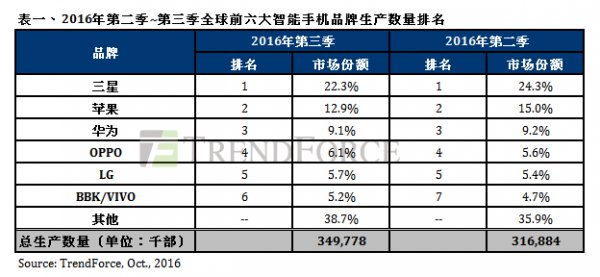 表一、2016年第二季~第三季全球前六大智能手机品牌生产数量排名
品牌 2016年第三季 2016年第二季
排名 市场份额 排名 市场份额
三星 1 22.3% 1 24.3%
苹果 2 12.9% 2 15.0%
华为 3 9.1% 3 9.2%
OPPO 4 6.1% 4 5.6%
LG 5 5.7% 5 5.4%
BBK/VIVO 6 5.2% 7 4.7%
其他 -- 38.7% -- 35.9%
总生产数量（单位：千部） 349,778 316,884
Source: TrendForce, Oct., 2016
TRENDFORCE